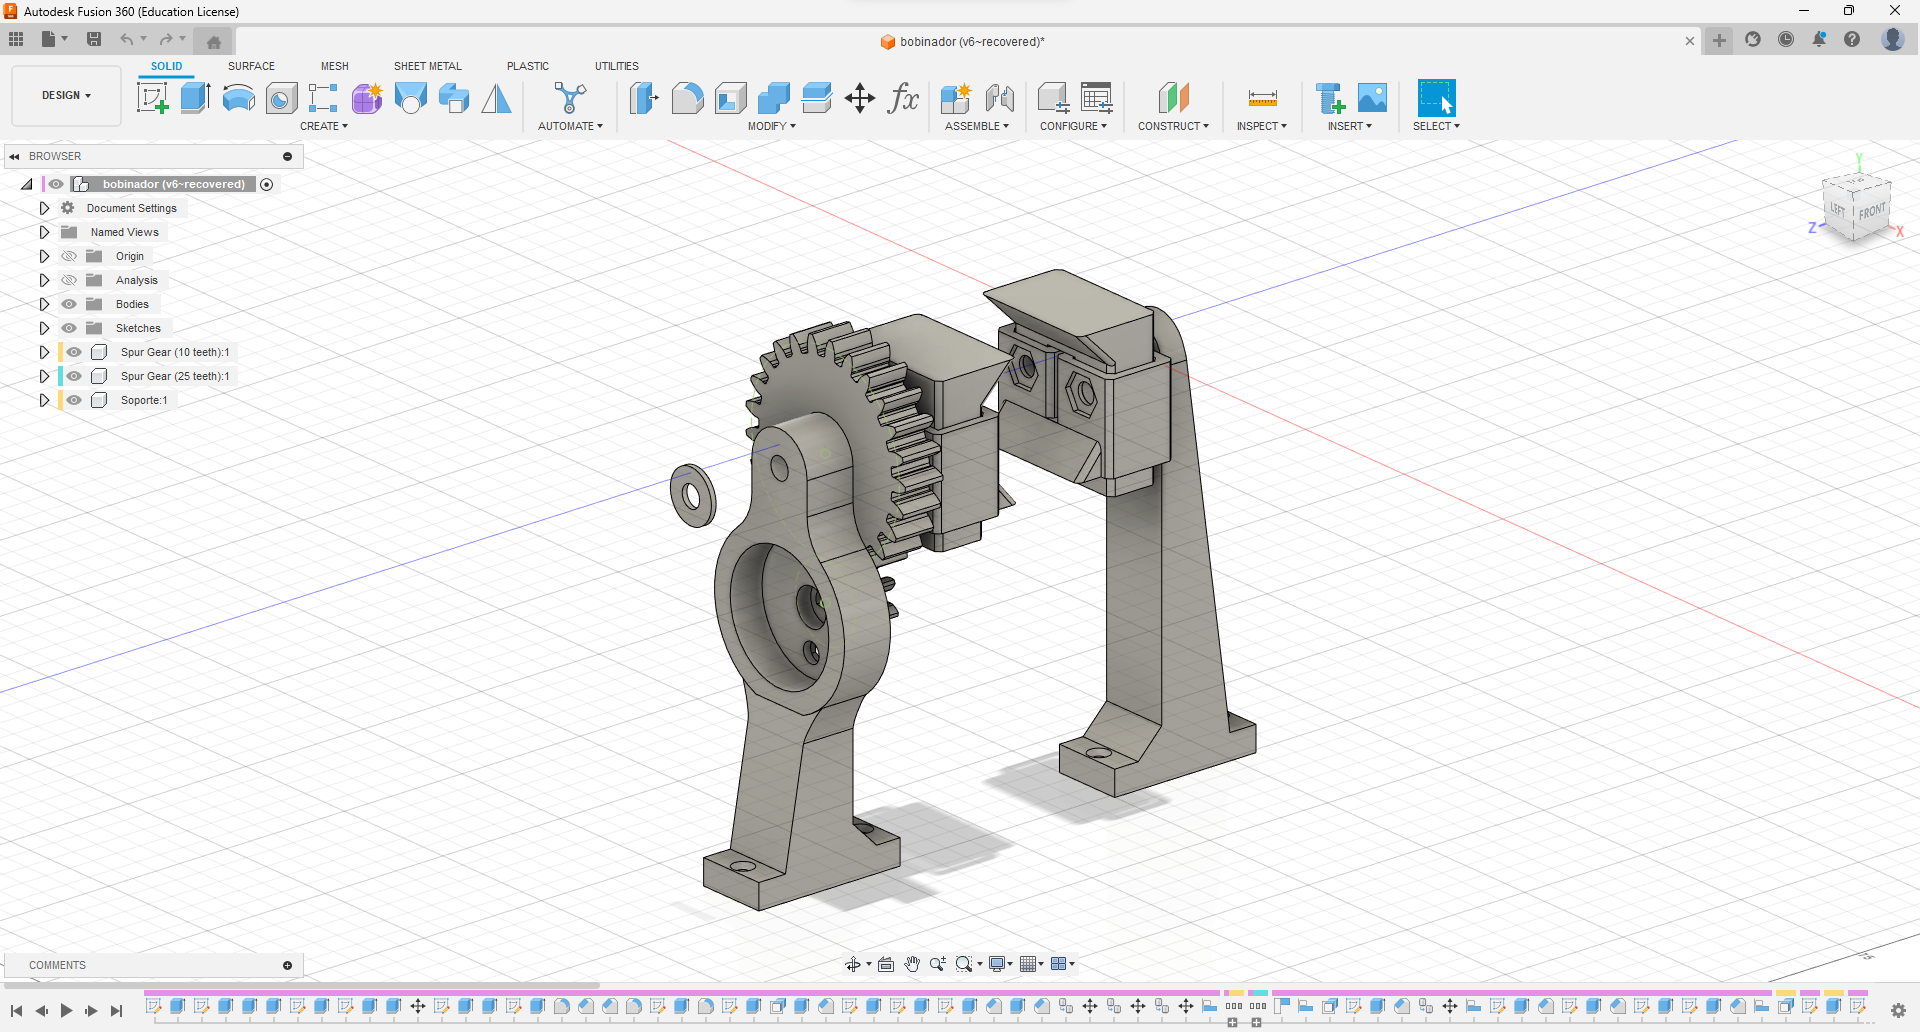 Autodesk Fusion 360 (Education License)
bobinador (v6~recovered)*
SOLID SURFACE MESH SHEET METAL PLASTIC UTILITIES
DESIGN
fx
CREATE AUTOMATE MODIFY ASSEMBLE CONFIGURE CONSTRUCT INSPECT INSERT SELECT
BROWSER
bobinador (v6~recovered)
Document Settings
Named Views
Origin
Analysis
Bodies
Sketches
Spur Gear (10 teeth):1
Spur Gear (25 teeth):1
Soporte:1
Y
LEFT FRONT
Z
X
COMMENTS